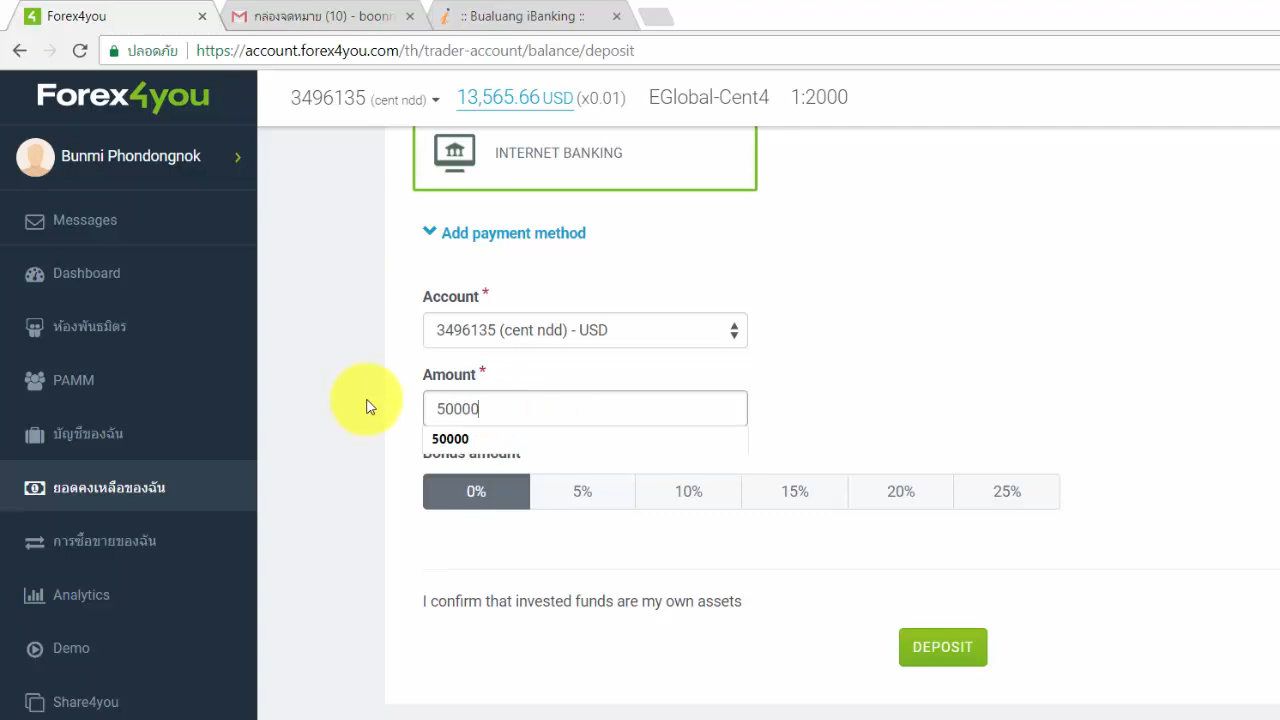 Forex4you
กล่องจดหมาย (10) - boonn
:: Bualuang iBanking ::
ปลอดภัย
https://account.forex4you.com/th/trader-account/balance/deposit
Forex4you
3496135 (cent ndd)
13,565.66 USD (x0.01)
EGlobal-Cent4
1:2000
Bunmi Phondongnok
Messages
Dashboard
ห้องพันธมิตร
PAMM
บัญชีของฉัน
ยอดคงเหลือของฉัน
การซื้อขายของฉัน
Analytics
Demo
Share4you
INTERNET BANKING
Add payment method
Account *
3496135 (cent ndd) - USD
Amount *
50000
50000
Bonus amount
0%
5%
10%
15%
20%
25%
I confirm that invested funds are my own assets
DEPOSIT